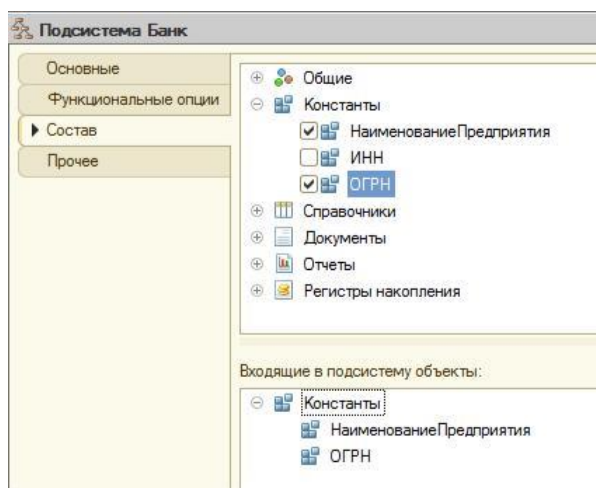 Подсистема Банк
Основные
Функциональные опции
Состав
Прочее
Общие
Константы
НаименованиеПредприятия
ИНН
ОГРН
Справочники
Документы
Отчеты
Регистры накопления
Входящие в подсистему объекты:
Константы
НаименованиеПредприятия
ОГРН